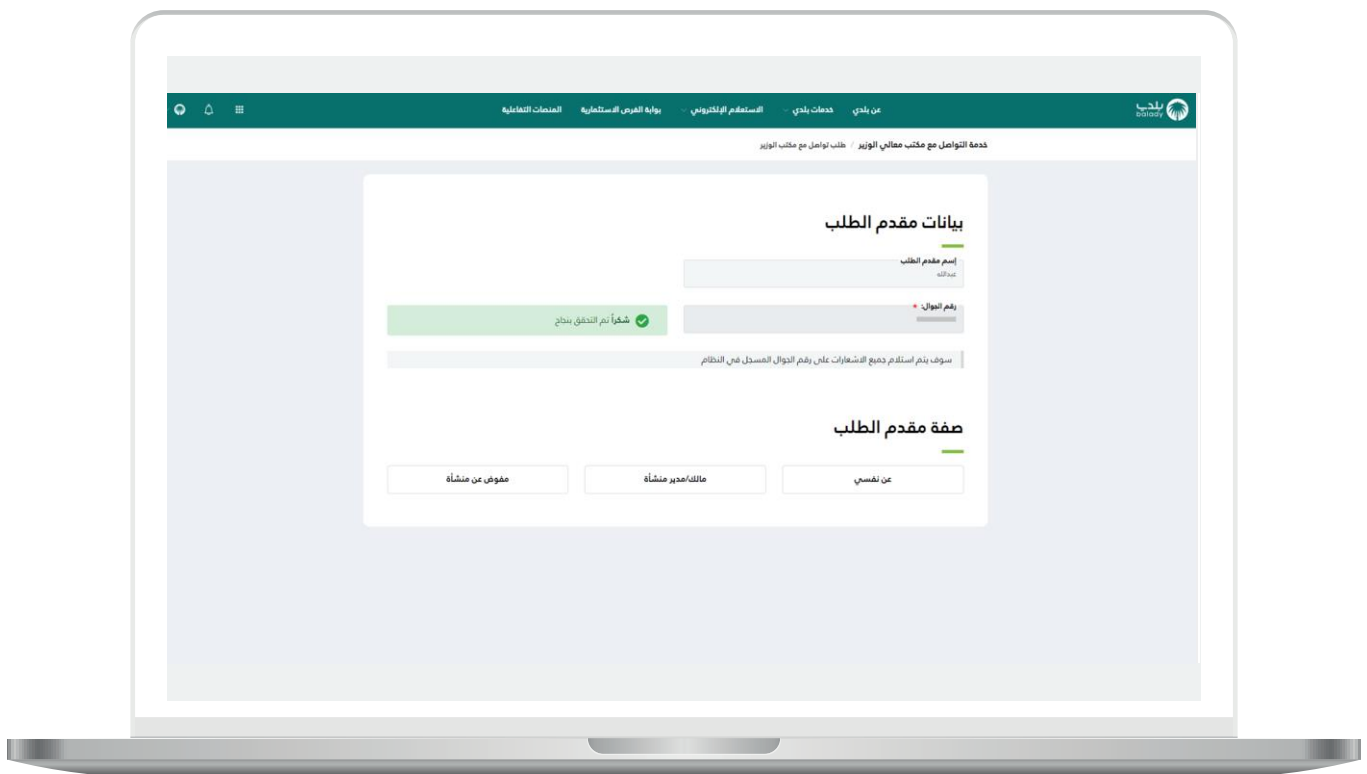 بلدي
balady
عن بلدي خدمات بلدي الاستعلام الإلكتروني بوابة الفرص الاستثمارية المنصات التفاعلية
خدمة التواصل مع مكتب معالي الوزير / طلب تواصل مع مكتب الوزير
بيانات مقدم الطلب
إسم مقدم الطلب
عبدالله
رقم الجوال: *
شكراً تم التحقق بنجاح
سوف يتم استلام جميع الاشعارات على رقم الجوال المسجل في النظام
صفة مقدم الطلب
عن نفسي مالك/مدير منشأة مفوض عن منشأة